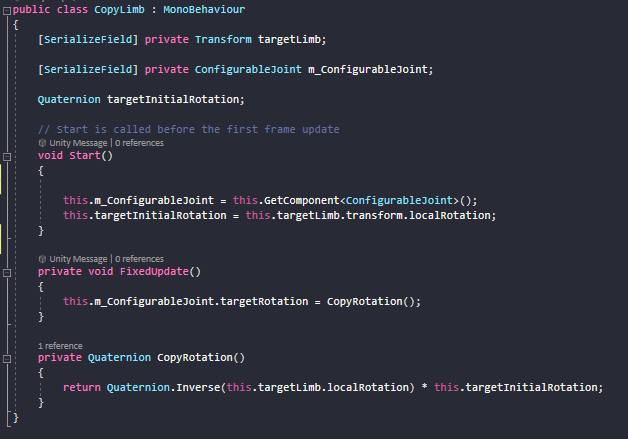 public class CopyLimb : MonoBehaviour
{
[SerializeField] private Transform targetLimb;
[SerializeField] private ConfigurableJoint m_ConfigurableJoint;
Quaternion targetInitialRotation;
// Start is called before the first frame update
Unity Message | 0 references
void Start()
{
this.m_ConfigurableJoint = this.GetComponent<ConfigurableJoint>();
this.targetInitialRotation = this.targetLimb.transform.localRotation;
}
Unity Message | 0 references
private void FixedUpdate()
{
this.m_ConfigurableJoint.targetRotation = CopyRotation();
}
1 reference
private Quaternion CopyRotation()
{
return Quaternion.Inverse(this.targetLimb.localRotation) * this.targetInitialRotation;
}
}